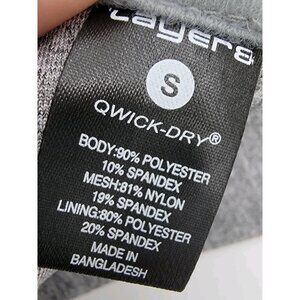 Layer8
S
QWICK-DRY®
BODY:90% POLYESTER
10% SPANDEX
MESH:81% NYLON
19% SPANDEX
LINING:80% POLYESTER
20% SPANDEX
MADE IN
BANGLADESH